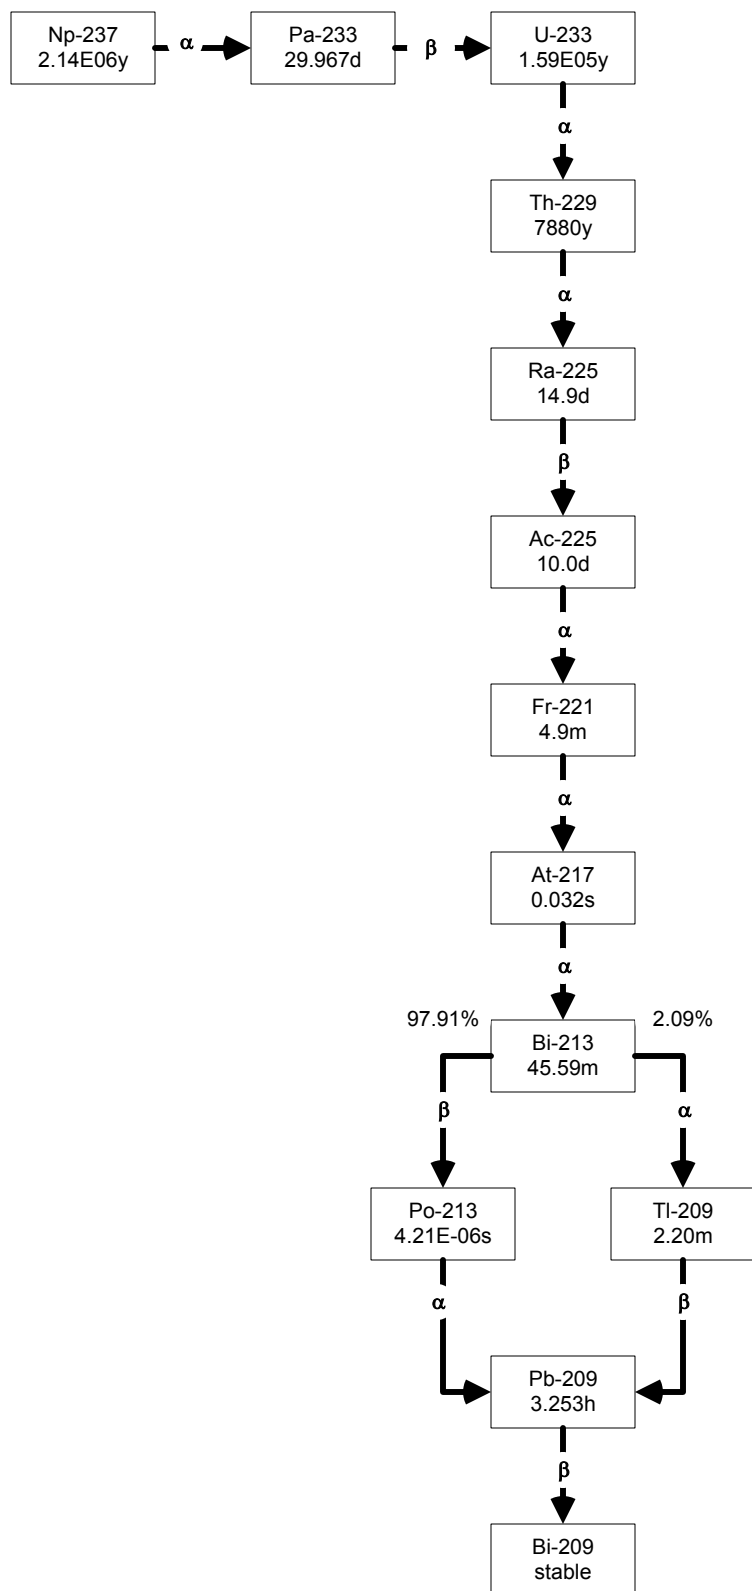 Np-237
2.14E06y
α
Pa-233
29.967d
β
U-233
1.59E05y
α
Th-229
7880y
α
Ra-225
14.9d
β
Ac-225
10.0d
α
Fr-221
4.9m
α
At-217
0.032s
α
97.91%
Bi-213
45.59m
2.09%
β
α
Po-213
4.21E-06s
Tl-209
2.20m
α
β
Pb-209
3.253h
β
Bi-209
stable